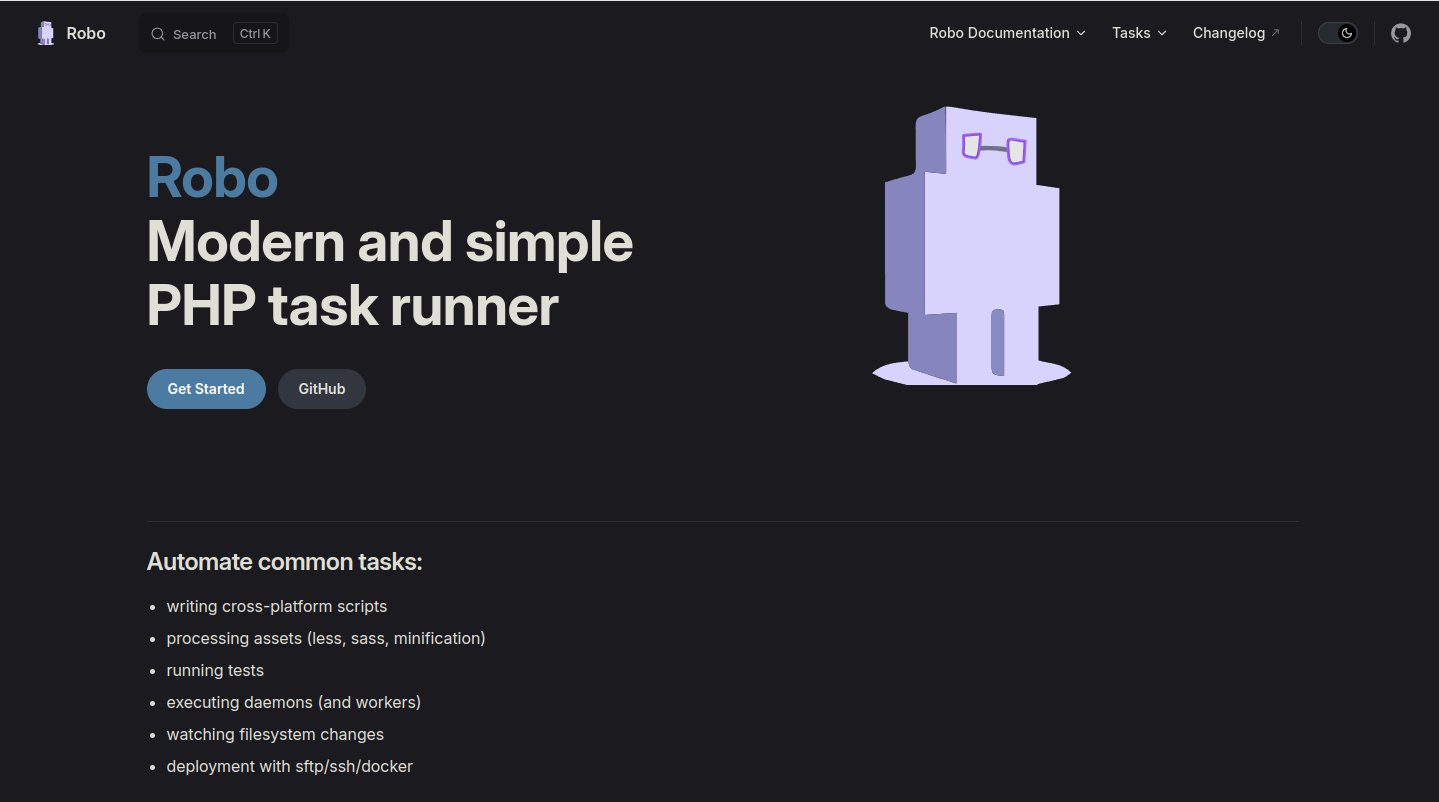 Robo
Search Ctrl K
Robo Documentation
Tasks
Changelog
Robo
Modern and simple
PHP task runner
Get Started
GitHub
Automate common tasks:
writing cross-platform scripts
processing assets (less, sass, minification)
running tests
executing daemons (and workers)
watching filesystem changes
deployment with sftp/ssh/docker